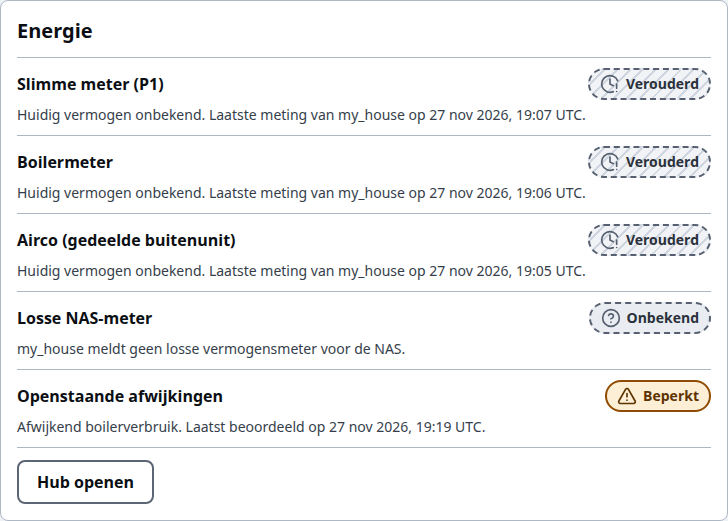 Energie
Slimme meter (P1)
Verouderd
Huidig vermogen onbekend. Laatste meting van my_house op 27 nov 2026, 19:07 UTC.
Boilermeter
Verouderd
Huidig vermogen onbekend. Laatste meting van my_house op 27 nov 2026, 19:06 UTC.
Airco (gedeelde buitenunit)
Verouderd
Huidig vermogen onbekend. Laatste meting van my_house op 27 nov 2026, 19:05 UTC.
Losse NAS-meter
Onbekend
my_house meldt geen losse vermogensmeter voor de NAS.
Openstaande afwijkingen
Beperkt
Afwijkend boilerverbruik. Laatst beoordeeld op 27 nov 2026, 19:19 UTC.
Hub openen